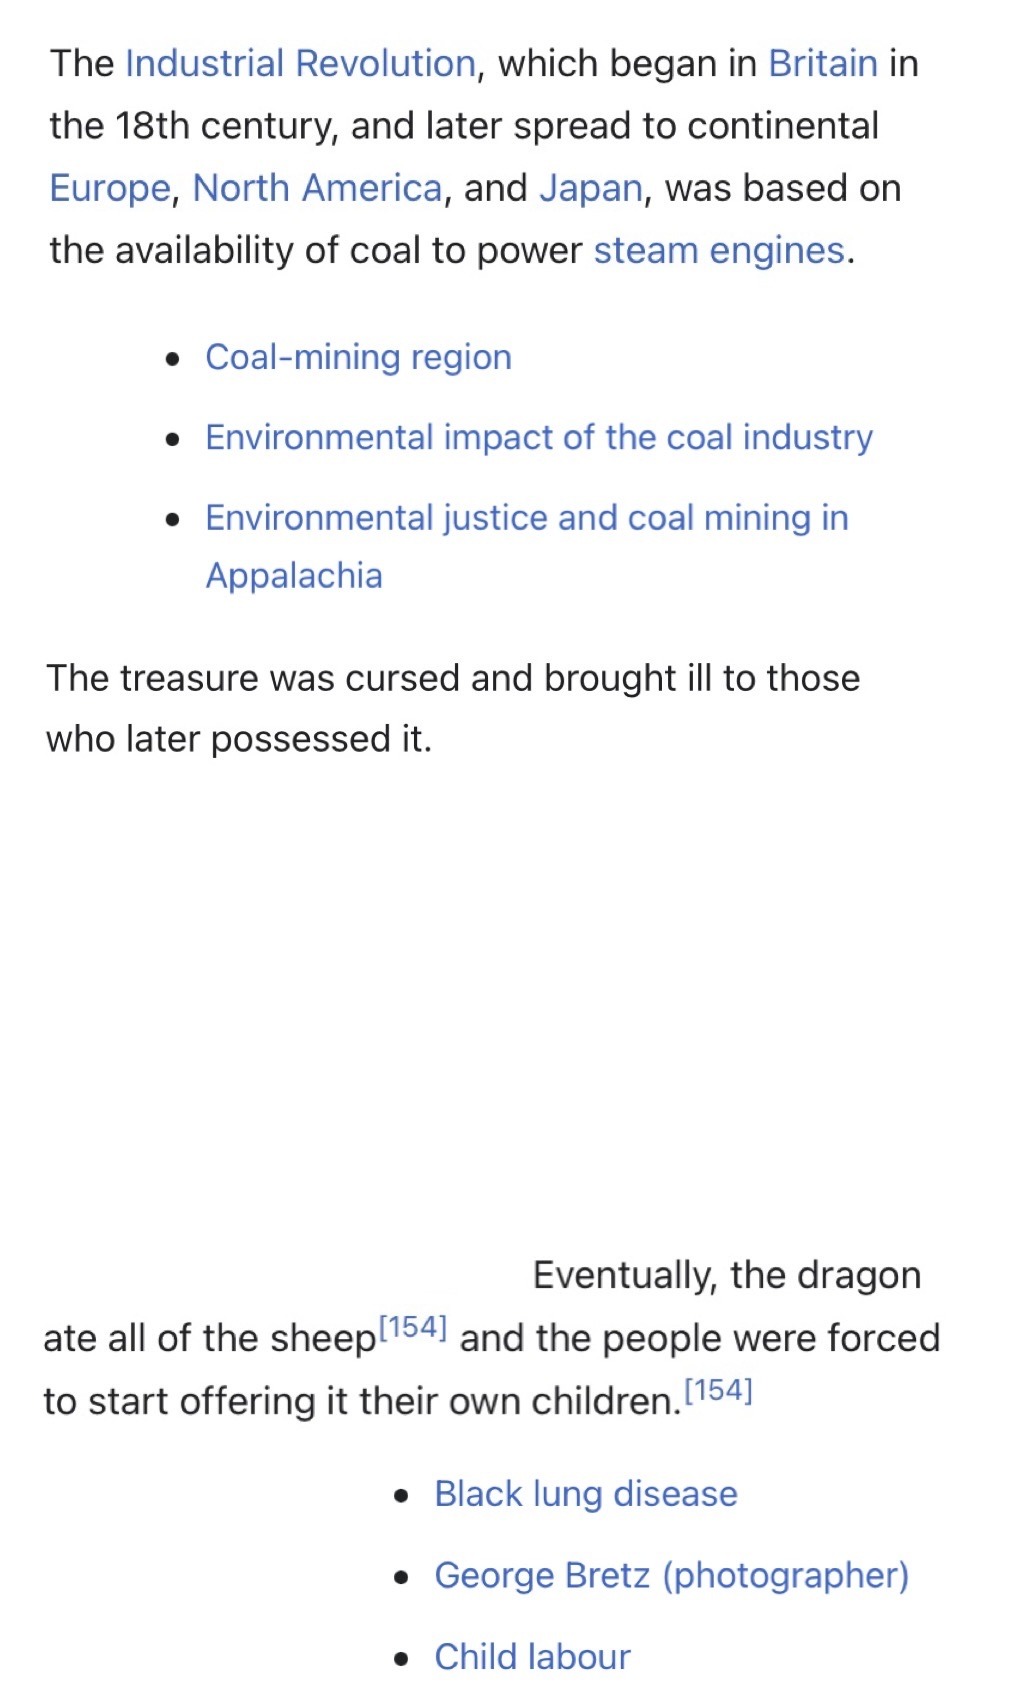 The Industrial Revolution, which began in Britain in
the 18th century, and later spread to continental
Europe, North America, and Japan, was based on
the availability of coal to power steam engines.
• Coal-mining region
• Environmental impact of the coal industry
• Environmental justice and coal mining in
Appalachia
The treasure was cursed and brought ill to those
who later possessed it.
Eventually, the dragon
ate all of the sheep[154] and the people were forced
to start offering it their own children.[154]
• Black lung disease
• George Bretz (photographer)
• Child labour